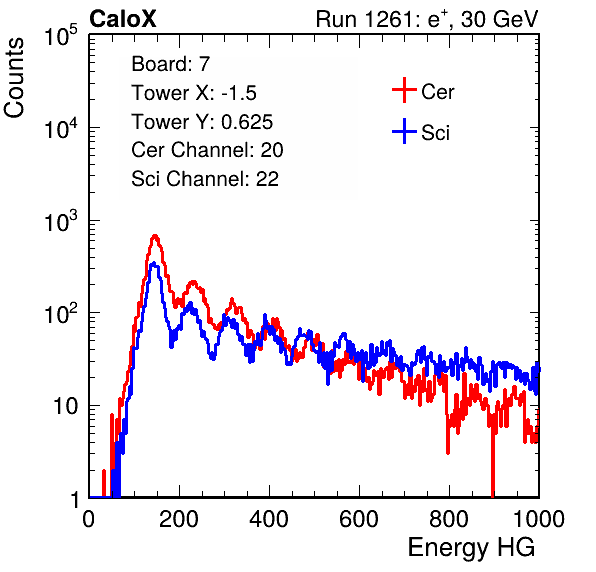 CaloX Run 1261: e⁺, 30 GeV
Counts
Board: 7
Tower X: -1.5
Tower Y: 0.625
Cer Channel: 20
Sci Channel: 22
Cer
Sci
10⁵
10⁴
10³
10²
10
1
0 200 400 600 800 1000
Energy HG